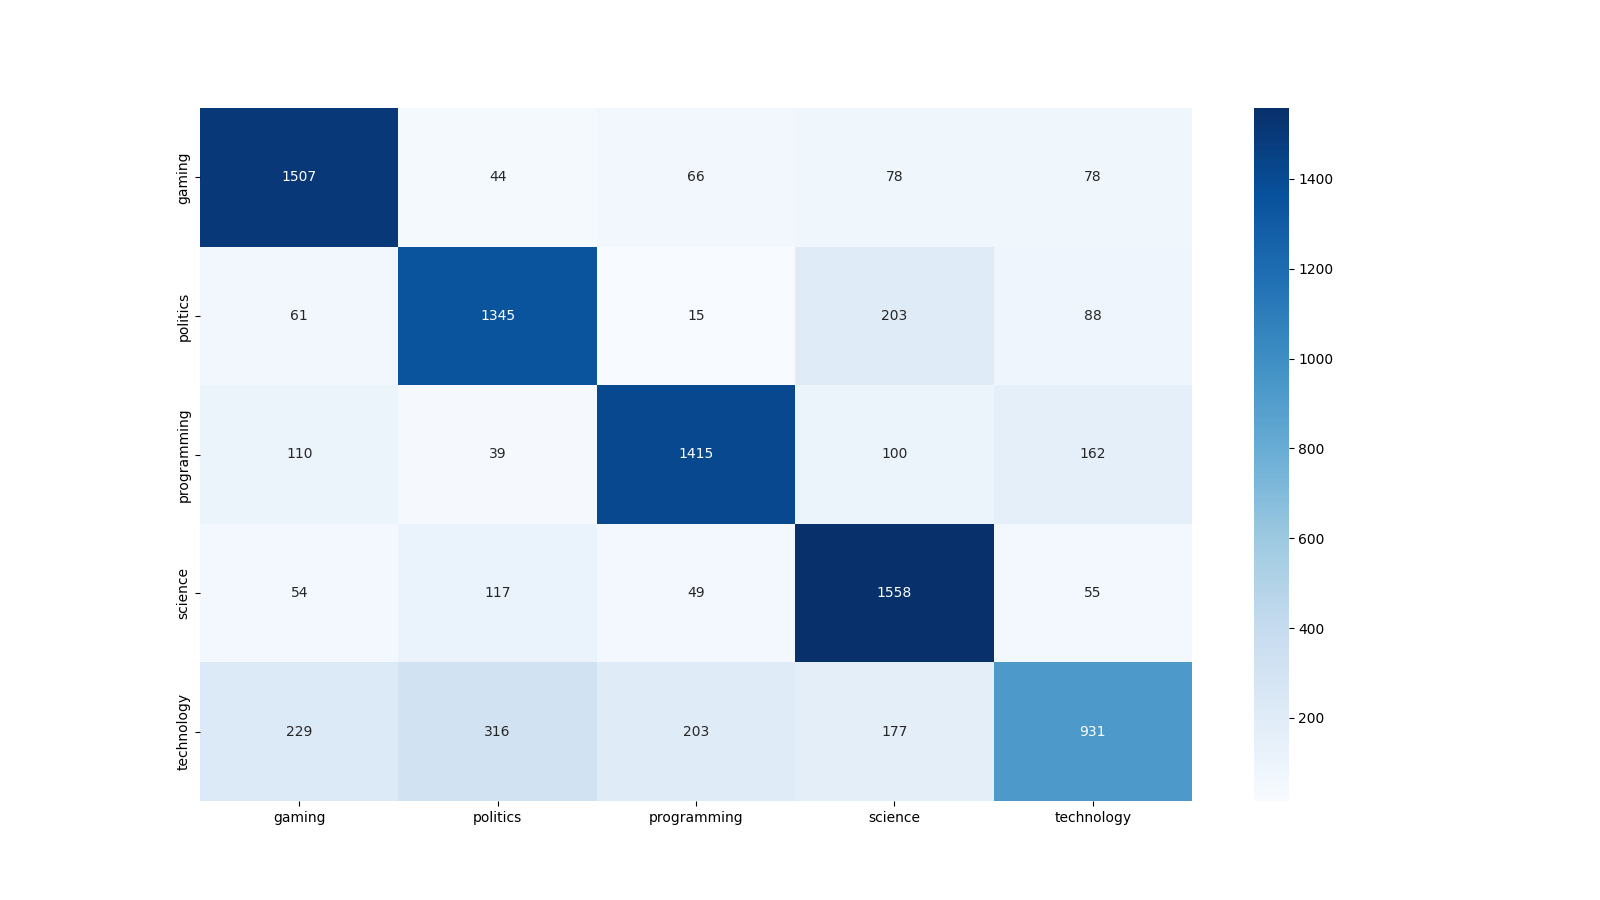 gaming 1507 44 66 78 78
politics 61 1345 15 203 88
programming 110 39 1415 100 162
science 54 117 49 1558 55
technology 229 316 203 177 931
gaming politics programming science technology
1400
1200
1000
800
600
400
200